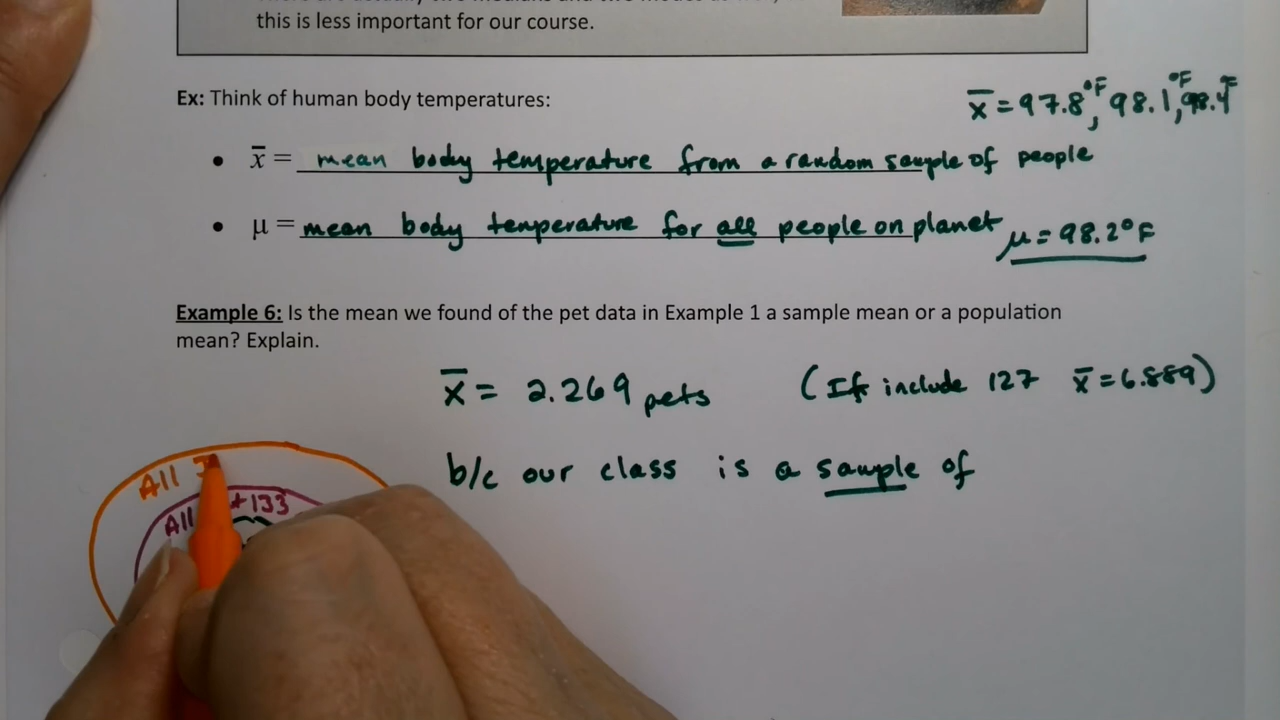 this is less important for our course.
Ex: Think of human body temperatures:
x̄ = 97.8°F, 98.1°F, 98.4°F
• x̄ = mean body temperature from a random sample of people
• μ = mean body temperature for all people on planet μ = 98.2°F
Example 6: Is the mean we found of the pet data in Example 1 a sample mean or a population
mean? Explain.
x̄ = 2.269 pets (If include 127 x̄ = 6.889)
b/c our class is a sample of
All
All 133